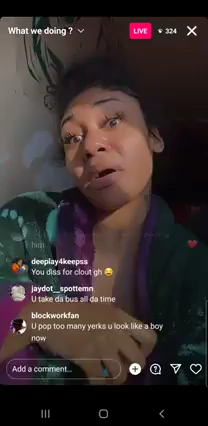 What we doing ?
LIVE
324
him
deeplay4keepss
You diss for clout gh 😂
jaydot__spottemn
U take da bus all da time
blockworkfan
U pop too many yerks u look like a boy
now
Add a comment...